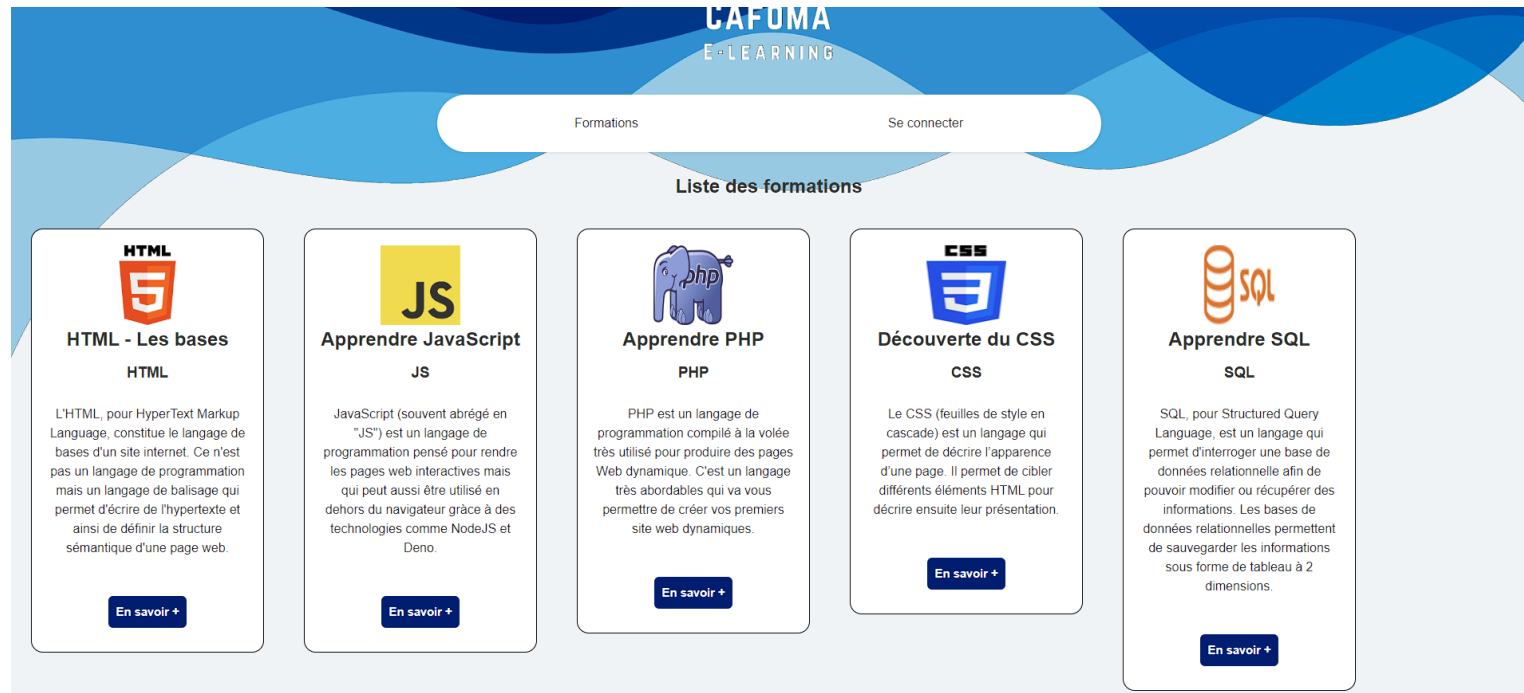 CAFOMA
E-LEARNING
Formations
Se connecter
Liste des formations
HTML
5
HTML - Les bases
HTML
L'HTML, pour HyperText Markup
Language, constitue le langage de
bases d'un site internet. Ce n'est
pas un langage de programmation
mais un langage de balisage qui
permet d'écrire de l'hypertexte et
ainsi de définir la structure
sémantique d'une page web.
En savoir +
JS
Apprendre JavaScript
JS
JavaScript (souvent abrégé en
"JS") est un langage de
programmation pensé pour rendre
les pages web interactives mais
qui peut aussi être utilisé en
dehors du navigateur grâce à des
technologies comme NodeJS et
Deno.
En savoir +
php
Apprendre PHP
PHP
PHP est un langage de
programmation compilé à la volée
très utilisé pour produire des pages
Web dynamique. C'est un langage
très abordables qui va vous
permettre de créer vos premiers
site web dynamiques.
En savoir +
CSS
3
Découverte du CSS
CSS
Le CSS (feuilles de style en
cascade) est un langage qui
permet de décrire l'apparence
d'une page. Il permet de cibler
différents éléments HTML pour
décrire ensuite leur présentation.
En savoir +
SQL
Apprendre SQL
SQL
SQL, pour Structured Query
Language, est un langage qui
permet d'interroger une base de
données relationnelle afin de
pouvoir modifier ou récupérer des
informations. Les bases de
données relationnelles permettent
de sauvegarder les informations
sous forme de tableau à 2
dimensions.
En savoir +